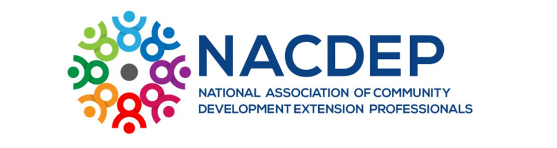 NACDEP
NATIONAL ASSOCIATION OF COMMUNITY
DEVELOPMENT EXTENSION PROFESSIONALS